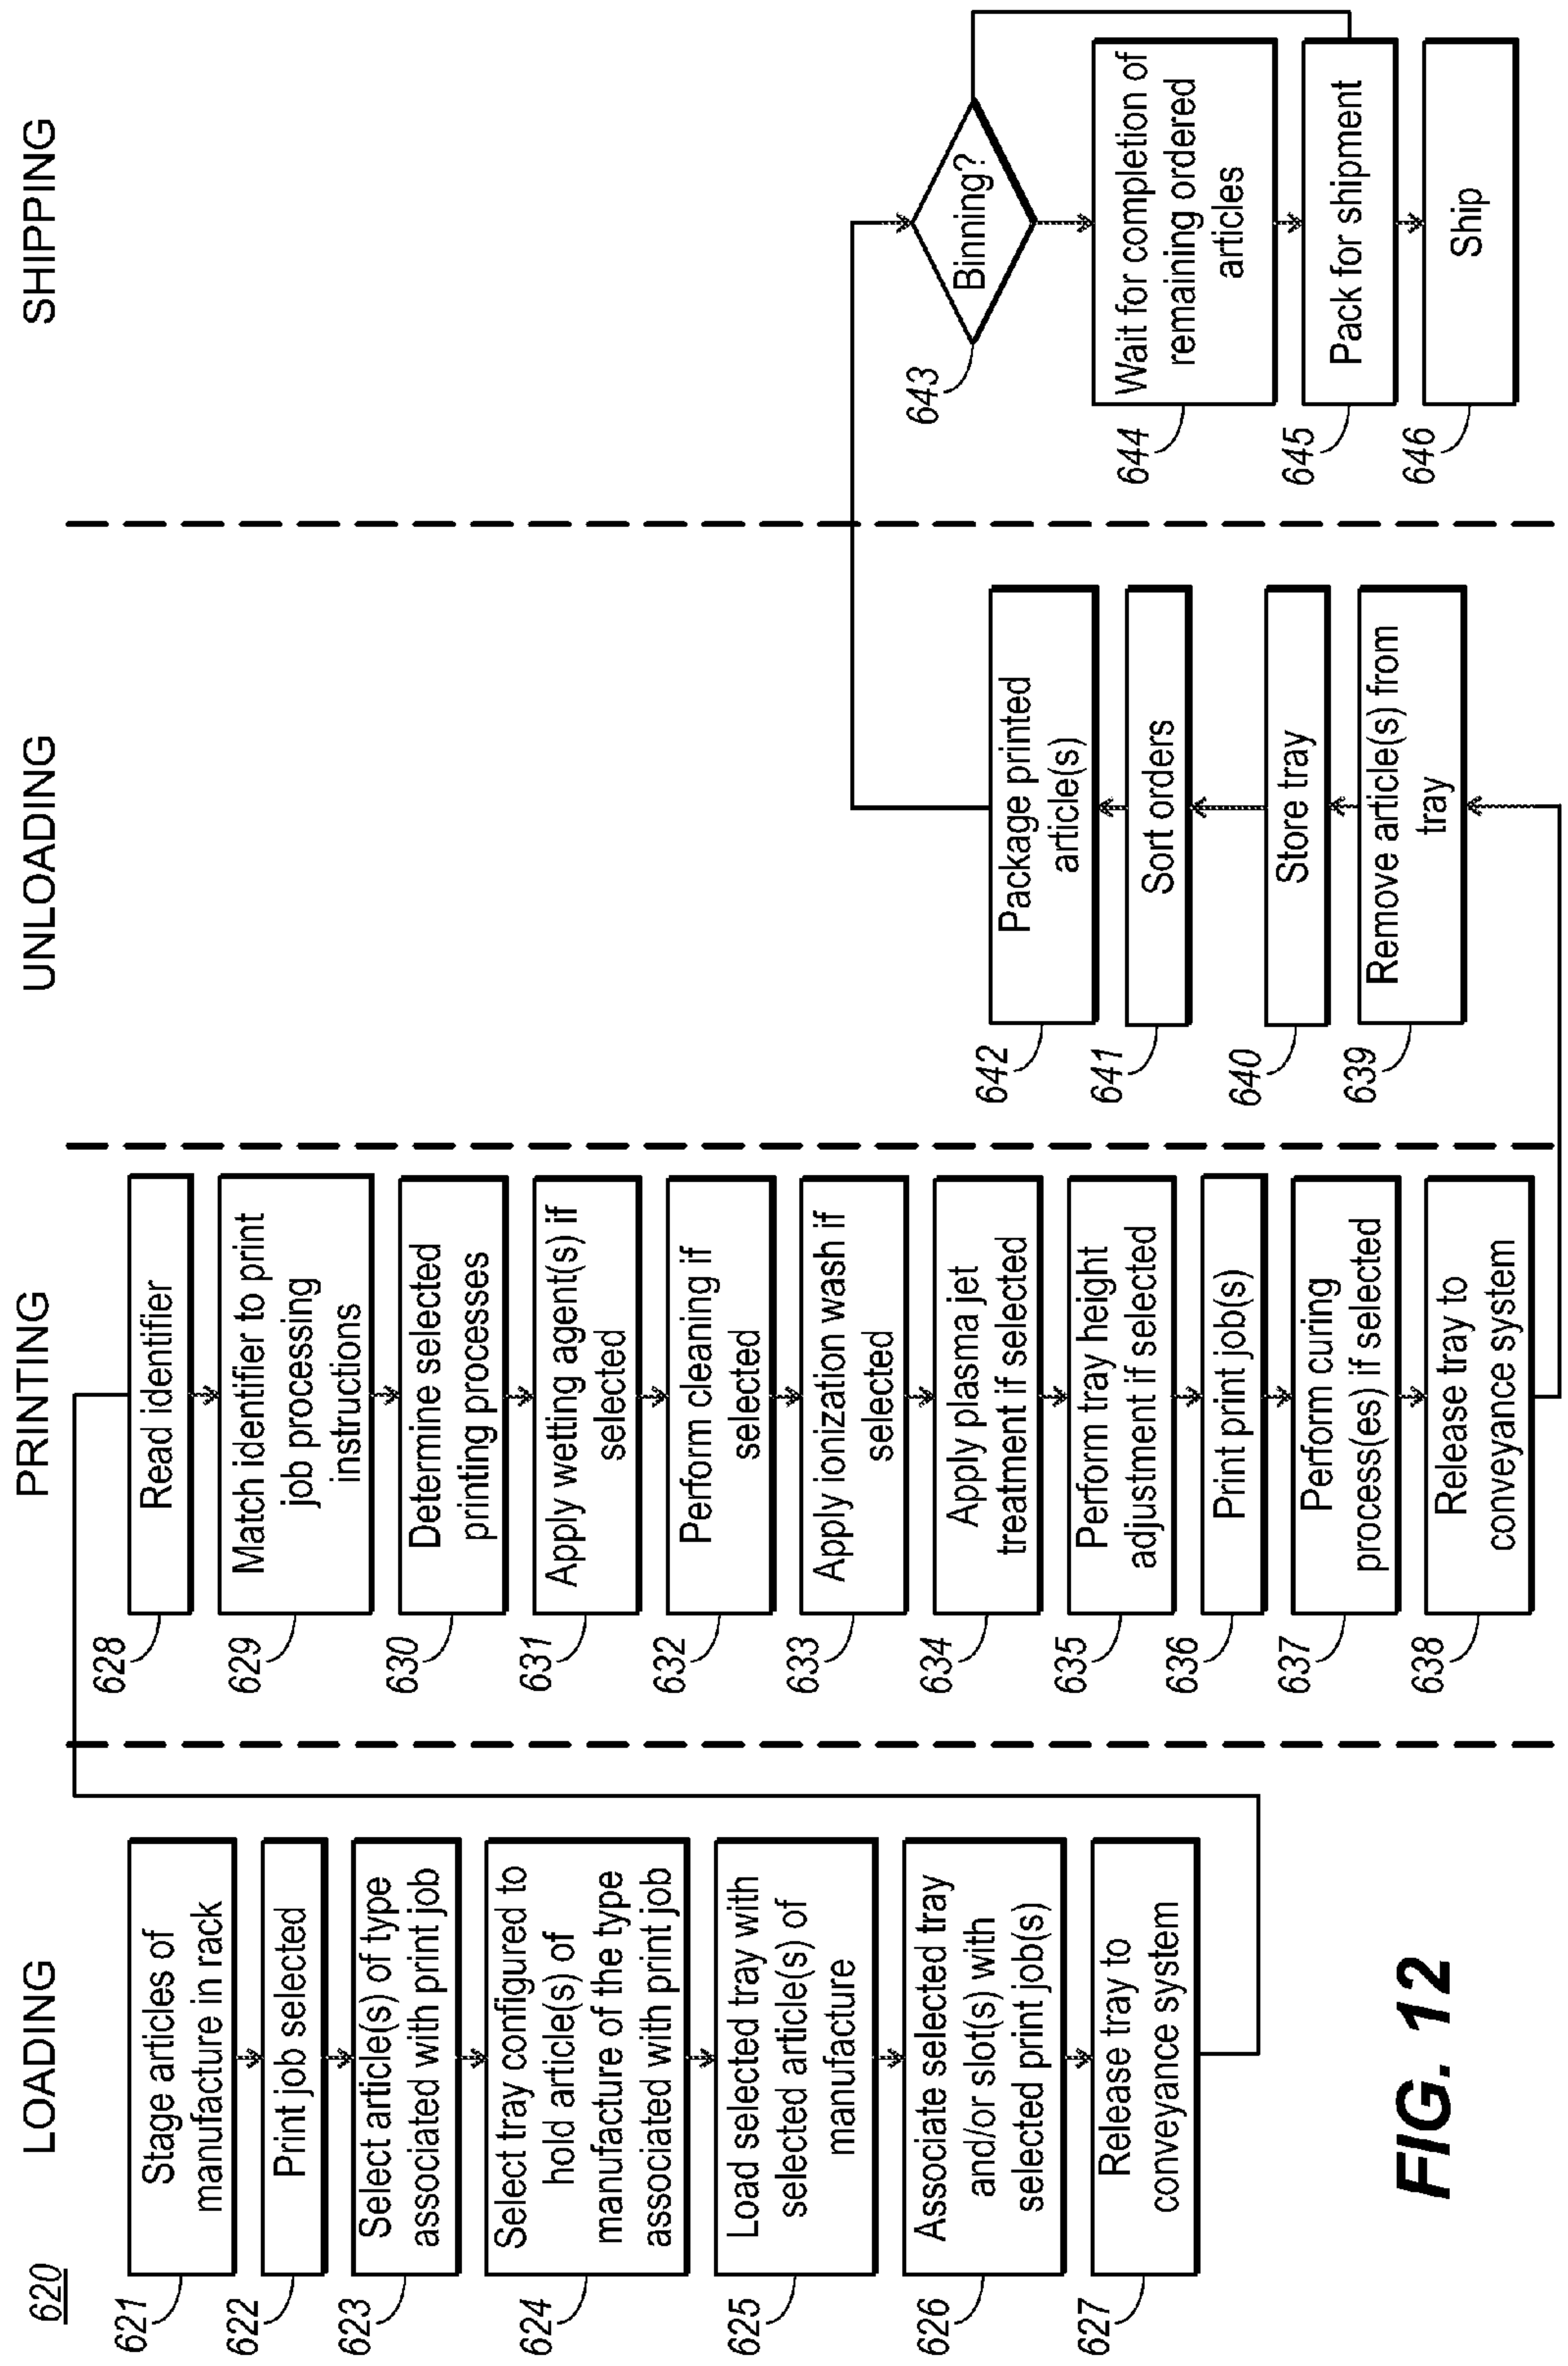 620
LOADING
621
Stage articles of
manufacture in rack
622
Print job selected
623
Select article(s) of type
associated with print job
624
Select tray configured to
hold article(s) of
manufacture of the type
associated with print job
625
Load selected tray with
selected article(s) of
manufacture
626
Associate selected tray
and/or slot(s) with
selected print job(s)
627
Release tray to
conveyance system
PRINTING
628
Read identifier
629
Match identifier to print
job processing
instructions
630
Determine selected
printing processes
631
Apply wetting agent(s) if
selected
632
Perform cleaning if
selected
633
Apply ionization wash if
selected
634
Apply plasma jet
treatment if selected
635
Perform tray height
adjustment if selected
636
Print print job(s)
637
Perform curing
process(es) if selected
638
Release tray to
conveyance system
UNLOADING
642
Package printed
article(s)
641
Sort orders
640
Store tray
639
Remove article(s) from
tray
SHIPPING
643
Binning?
644
Wait for completion of
remaining ordered
articles
645
Pack for shipment
646
Ship
FIG. 12